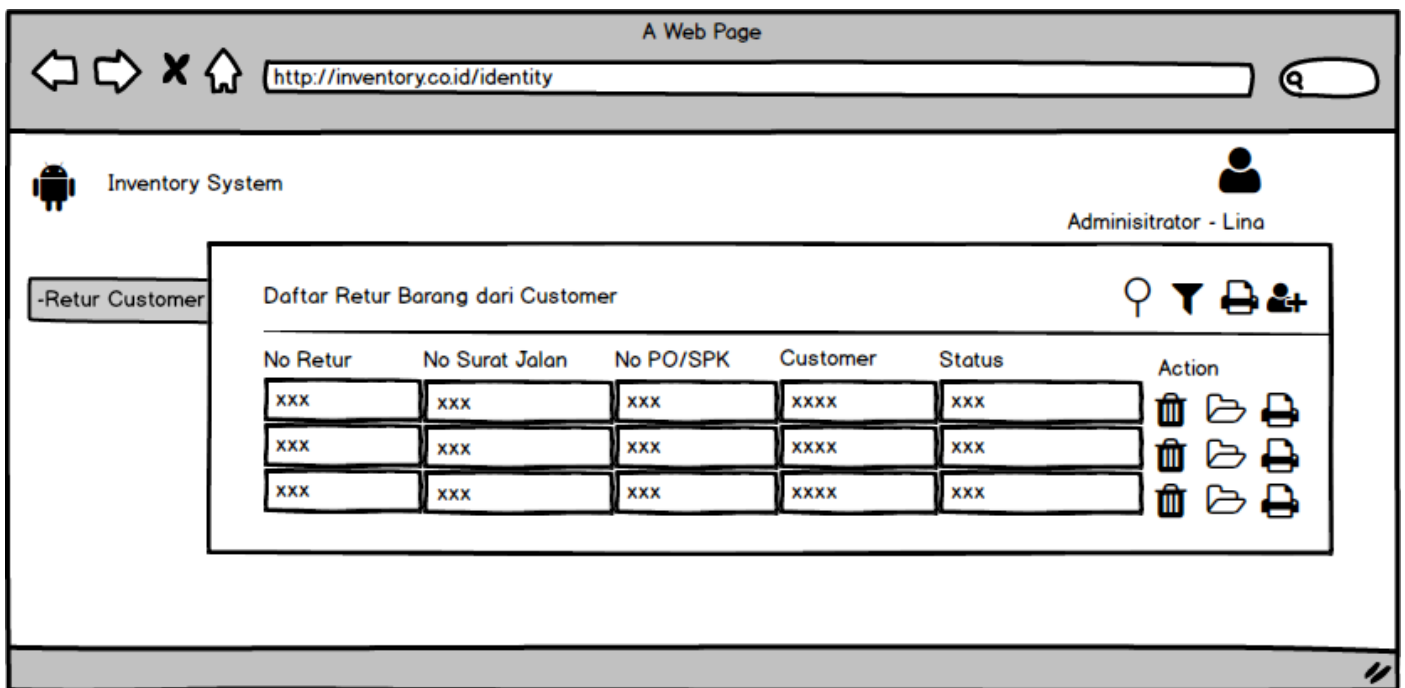 A Web Page
http://inventory.co.id/identity
Inventory System
Adminisitrator - Lina
-Retur Customer
Daftar Retur Barang dari Customer
No Retur No Surat Jalan No PO/SPK Customer Status Action
xxx xxx xxx xxxx xxx
xxx xxx xxx xxxx xxx
xxx xxx xxx xxxx xxx